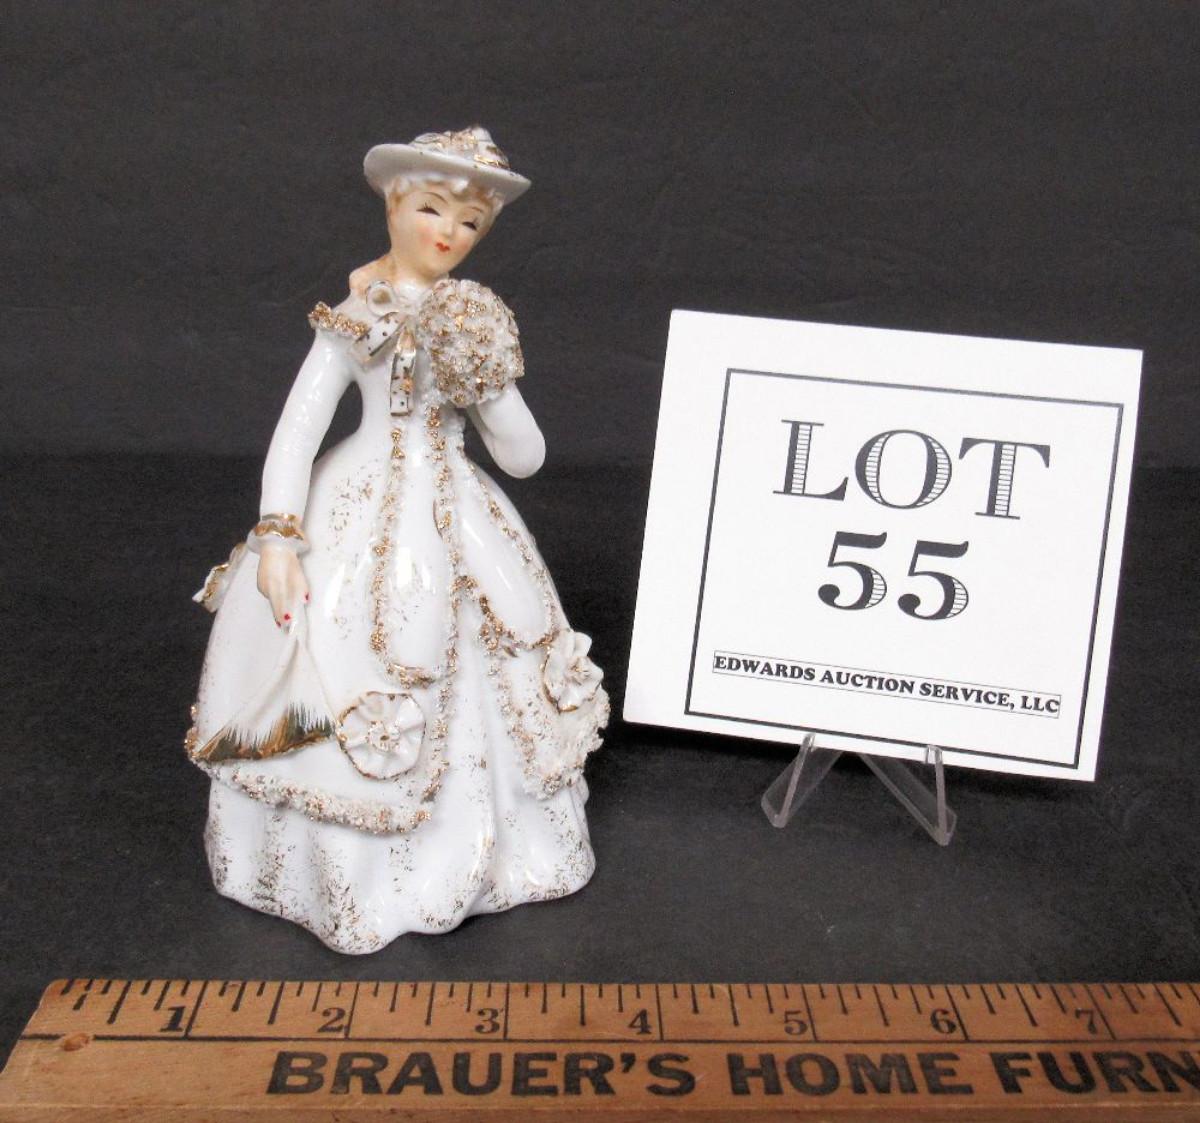 LOT
55
EDWARDS AUCTION SERVICE, LLC
1 2 3 4 5 6 7
BRAUER'S HOME FURN